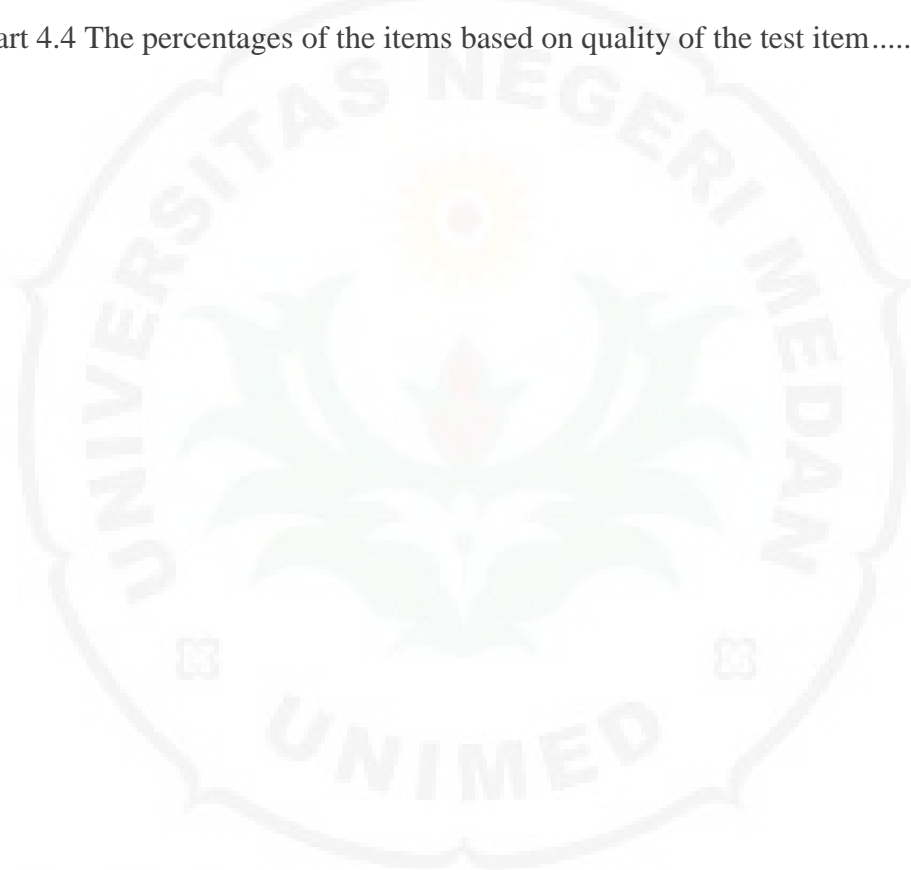 art 4.4 The percentages of the items based on quality of the test item.....
UNIVERSITAS NEGERI MEDAN
UNIMED